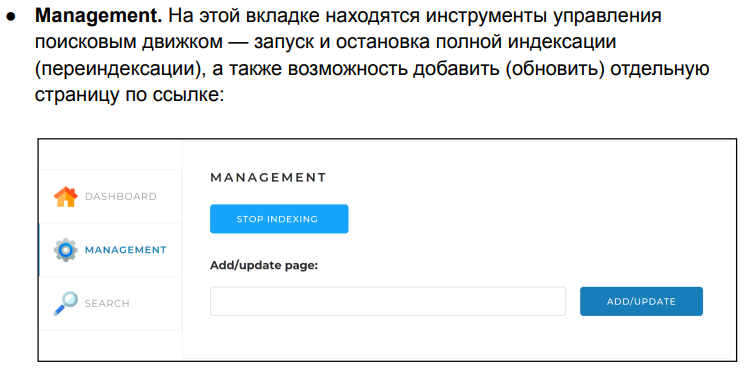 ● Management. На этой вкладке находятся инструменты управления
поисковым движком — запуск и остановка полной индексации
(переиндексации), а также возможность добавить (обновить) отдельную
страницу по ссылке:
MANAGEMENT
DASHBOARD
STOP INDEXING
MANAGEMENT
Add/update page:
SEARCH
ADD/UPDATE